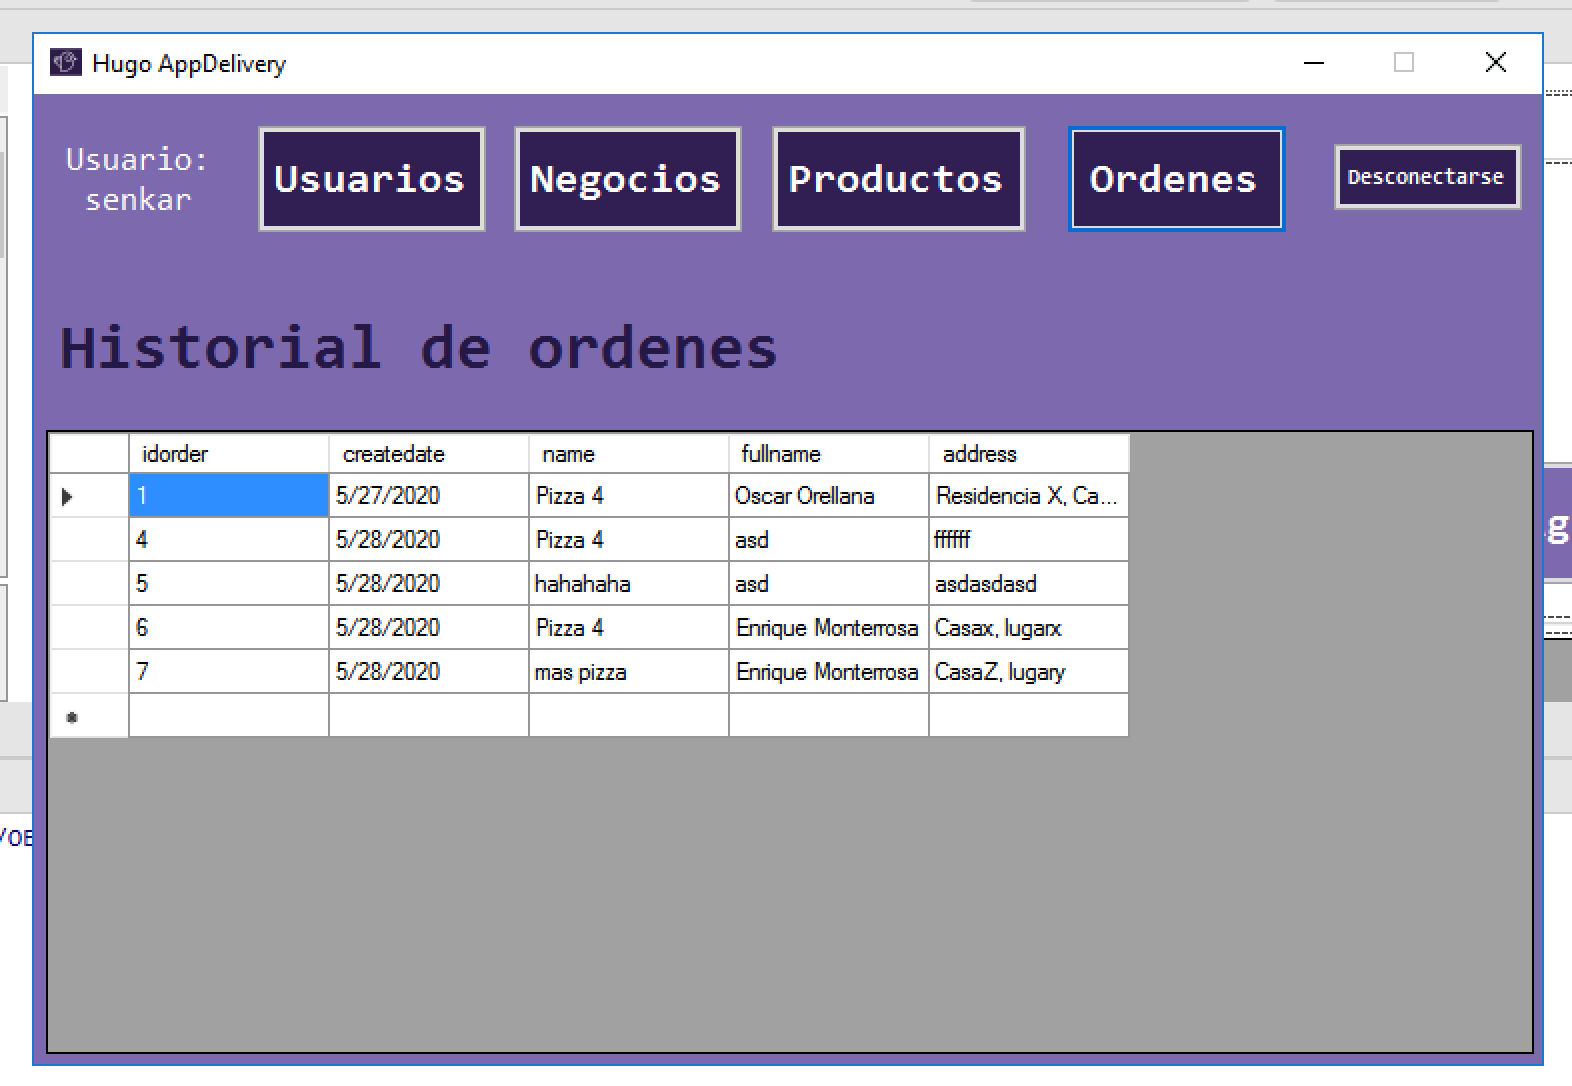 Hugo AppDelivery
Usuario:
senkar
Usuarios
Negocios
Productos
Ordenes
Desconectarse
Historial de ordenes
idorder createdate name fullname address
1 5/27/2020 Pizza 4 Oscar Orellana Residencia X, Ca...
4 5/28/2020 Pizza 4 asd ffffff
5 5/28/2020 hahahaha asd asdasdasd
6 5/28/2020 Pizza 4 Enrique Monterrosa Casax, lugarx
7 5/28/2020 mas pizza Enrique Monterrosa CasaZ, lugary
g